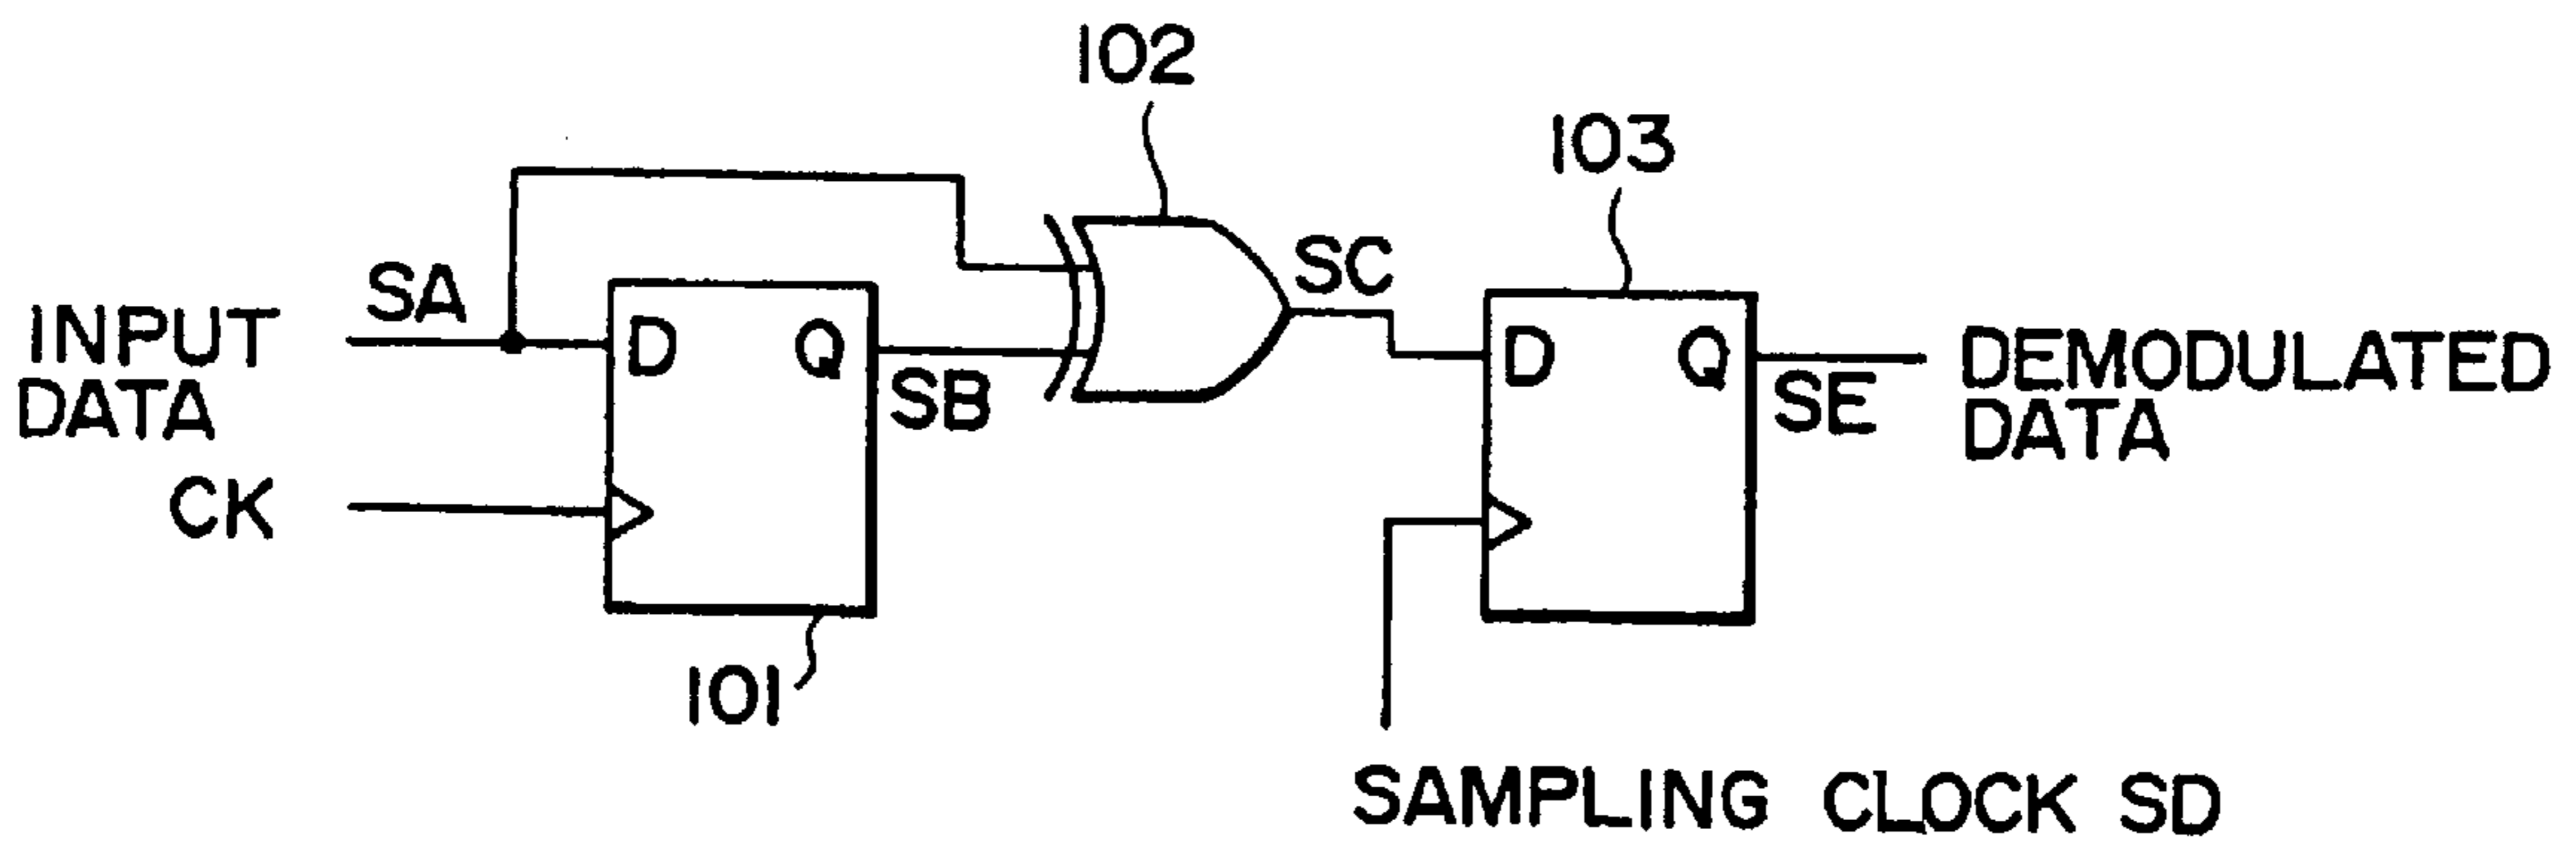 102
103
SA
SC
INPUT
DATA
D
Q
SB
D
Q
SE
DEMODULATED
DATA
CK
101
SAMPLING CLOCK SD